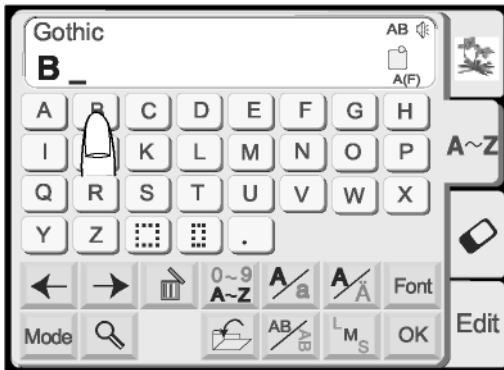 Gothic
AB
B _
A(F)
A B C D E F G H
I K L M N O P
Q R S T U V W X
Y Z .
0~9
A~Z
A/a
A/Ä
Font
Mode
AB/AB
L M S
OK
A~Z
Edit